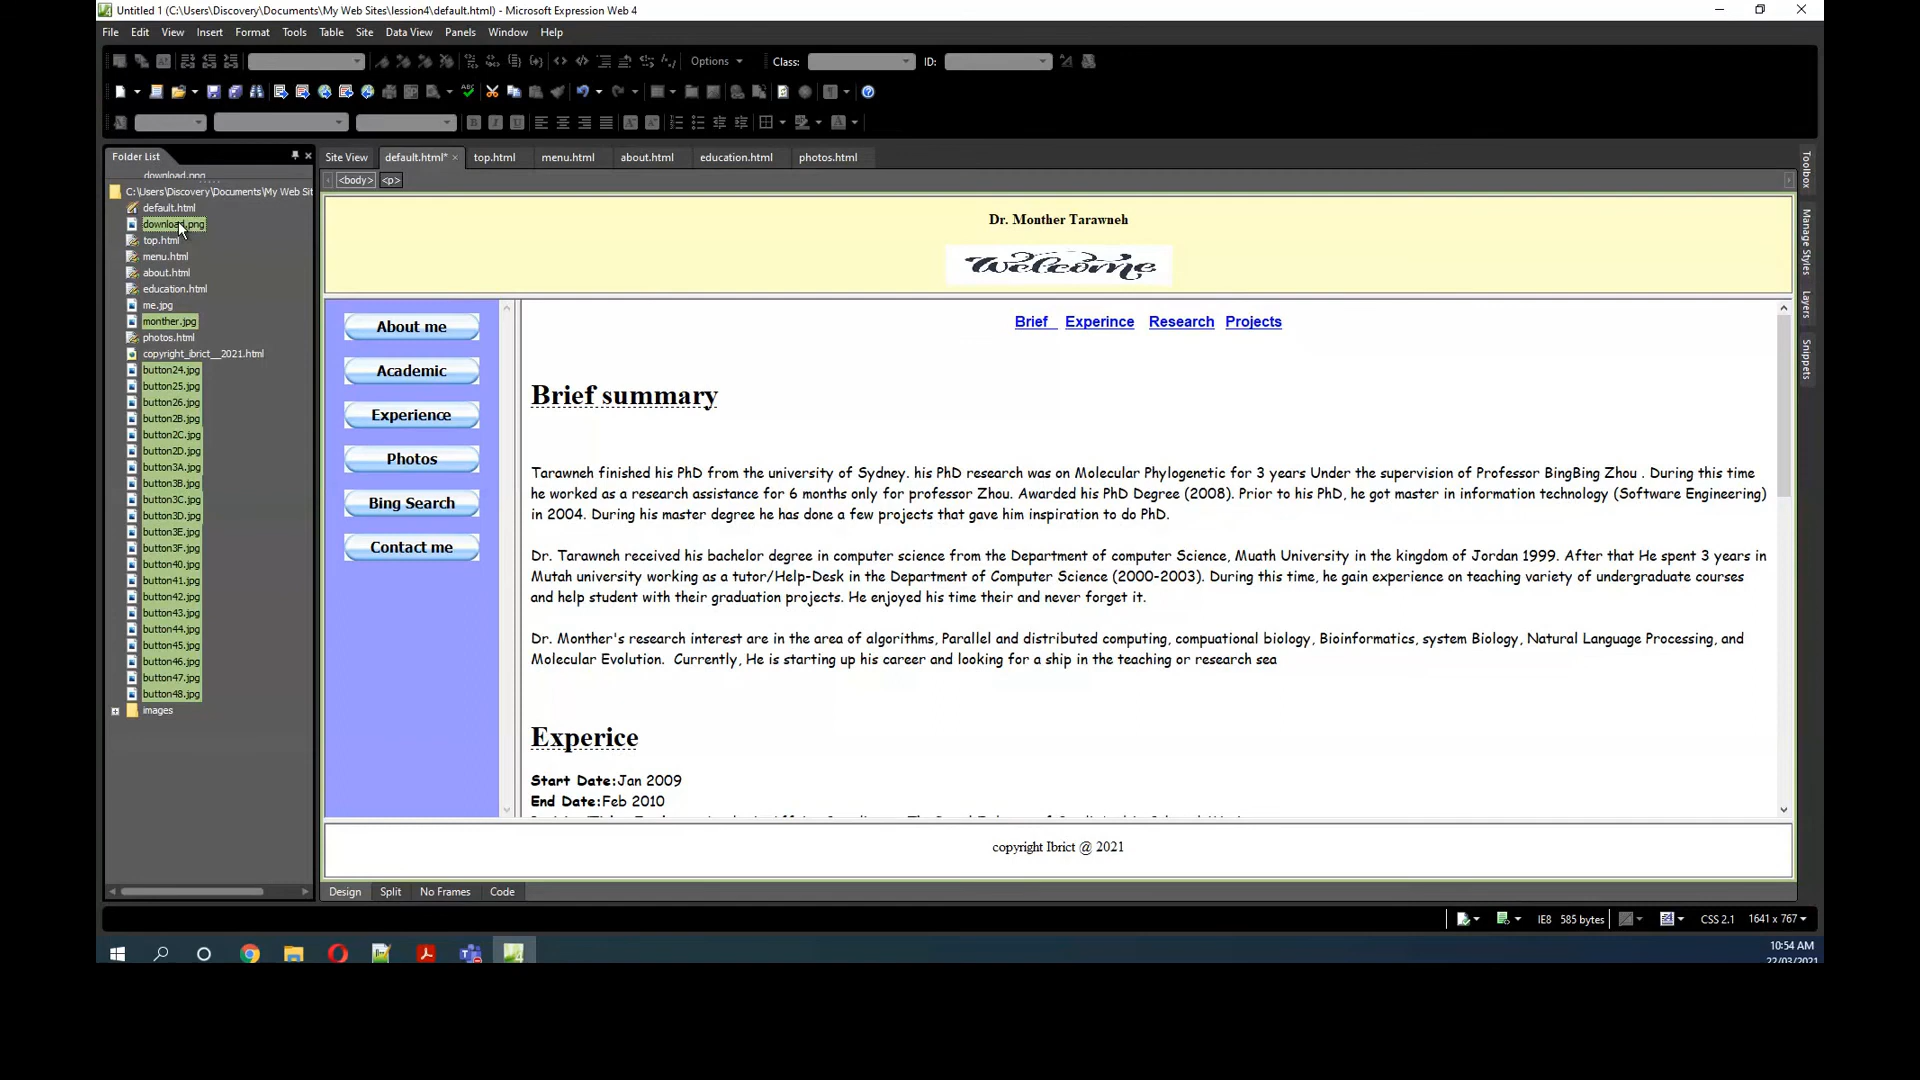 Untitled 1 (C:\Users\Discovery\Documents\My Web Sites\lession4\default.html) - Microsoft Expression Web 4
File Edit View Insert Format Tools Table Site Data View Panels Window Help
Options Class: ID:
Folder List
Site View default.html* top.html menu.html about.html education.html photos.html
download.png
<body> <p>
C:\Users\Discovery\Documents\My Web Sit
default.html
download.png
top.html
menu.html
about.html
education.html
me.jpg
monther.jpg
photos.html
copyright_ibrict__2021.html
button24.jpg
button25.jpg
button26.jpg
button2B.jpg
button2C.jpg
button2D.jpg
button3A.jpg
button3B.jpg
button3C.jpg
button3D.jpg
button3E.jpg
button3F.jpg
button40.jpg
button41.jpg
button42.jpg
button43.jpg
button44.jpg
button45.jpg
button46.jpg
button47.jpg
button48.jpg
images
Dr. Monther Tarawneh
Welcome
About me
Academic
Experience
Photos
Bing Search
Contact me
Brief Experince Research Projects
Brief summary
Tarawneh finished his PhD from the university of Sydney. his PhD research was on Molecular Phylogenetic for 3 years Under the supervision of Professor BingBing Zhou . During this time
he worked as a research assistance for 6 months only for professor Zhou. Awarded his PhD Degree (2008). Prior to his PhD, he got master in information technology (Software Engineering)
in 2004. During his master degree he has done a few projects that gave him inspiration to do PhD.
Dr. Tarawneh received his bachelor degree in computer science from the Department of computer Science, Muath University in the kingdom of Jordan 1999. After that He spent 3 years in
Mutah university working as a tutor/Help-Desk in the Department of Computer Science (2000-2003). During this time, he gain experience on teaching variety of undergraduate courses
and help student with their graduation projects. He enjoyed his time their and never forget it.
Dr. Monther's research interest are in the area of algorithms, Parallel and distributed computing, compuational biology, Bioinformatics, system Biology, Natural Language Processing, and
Molecular Evolution. Currently, He is starting up his career and looking for a ship in the teaching or research sea
Experice
Start Date:Jan 2009
End Date:Feb 2010
copyright Ibrict @ 2021
Toolbox
Manage Styles
Layers
Snippets
Design Split No Frames Code
IE8 585 bytes CSS 2.1 1641 x 767
10:54 AM
22/03/2021